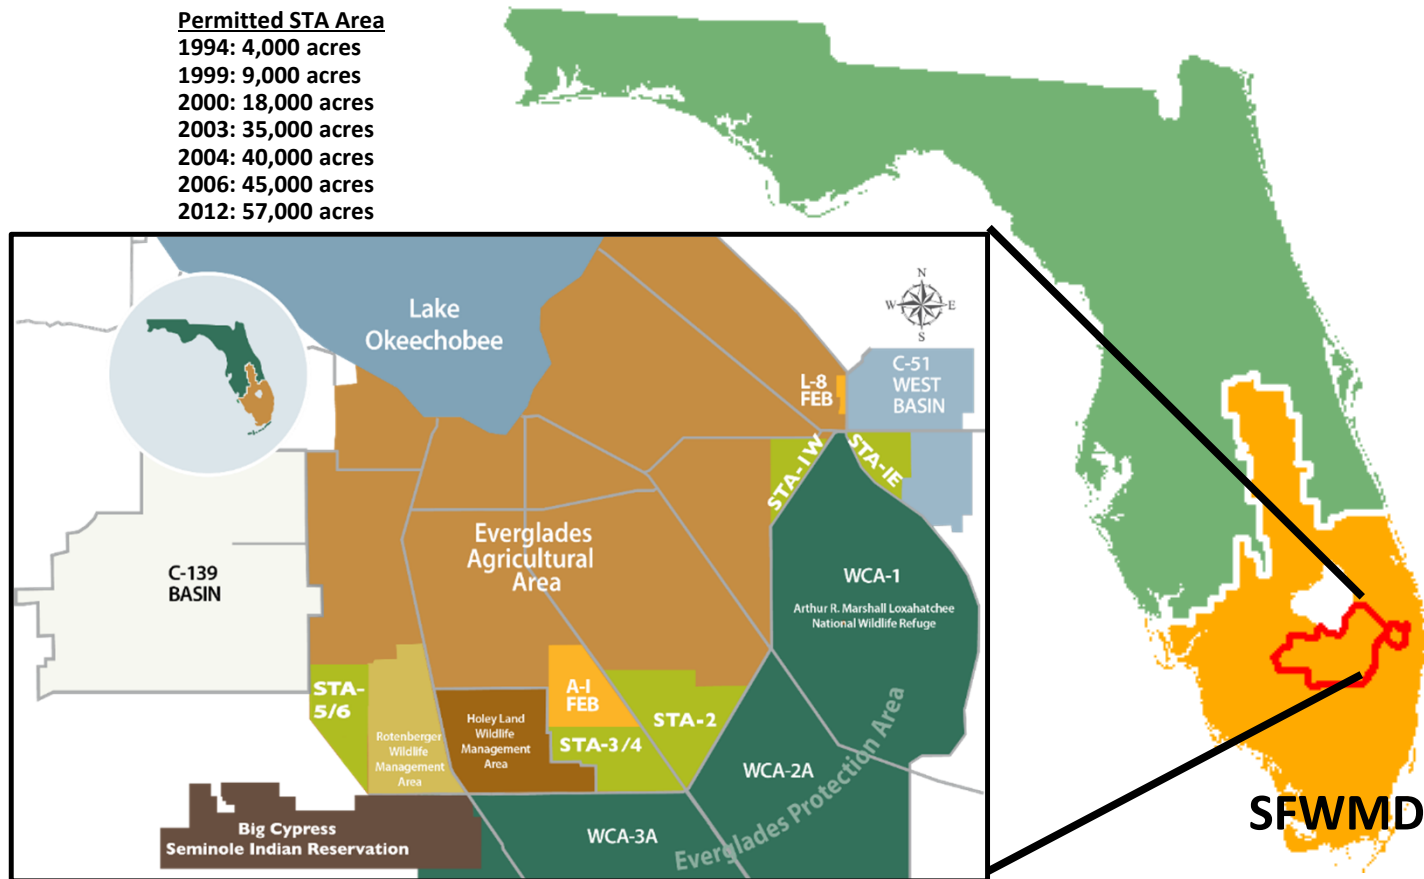 Permitted STA Area
1994: 4,000 acres
1999: 9,000 acres
2000: 18,000 acres
2003: 35,000 acres
2004: 40,000 acres
2006: 45,000 acres
2012: 57,000 acres
N
W
E
S
Lake
Okeechobee
L-8
FEB
C-51
WEST
BASIN
STA-1W
STA-1E
Everglades
Agricultural
Area
C-139
BASIN
WCA-1
Arthur R. Marshall Loxahatchee
National Wildlife Refuge
STA-
5/6
Rotenberger
Wildlife
Management
Area
Holey Land
Wildlife
Management
Area
A-1
FEB
STA-3/4
STA-2
WCA-2A
Everglades Protection Area
WCA-3A
Big Cypress
Seminole Indian Reservation
SFWMD